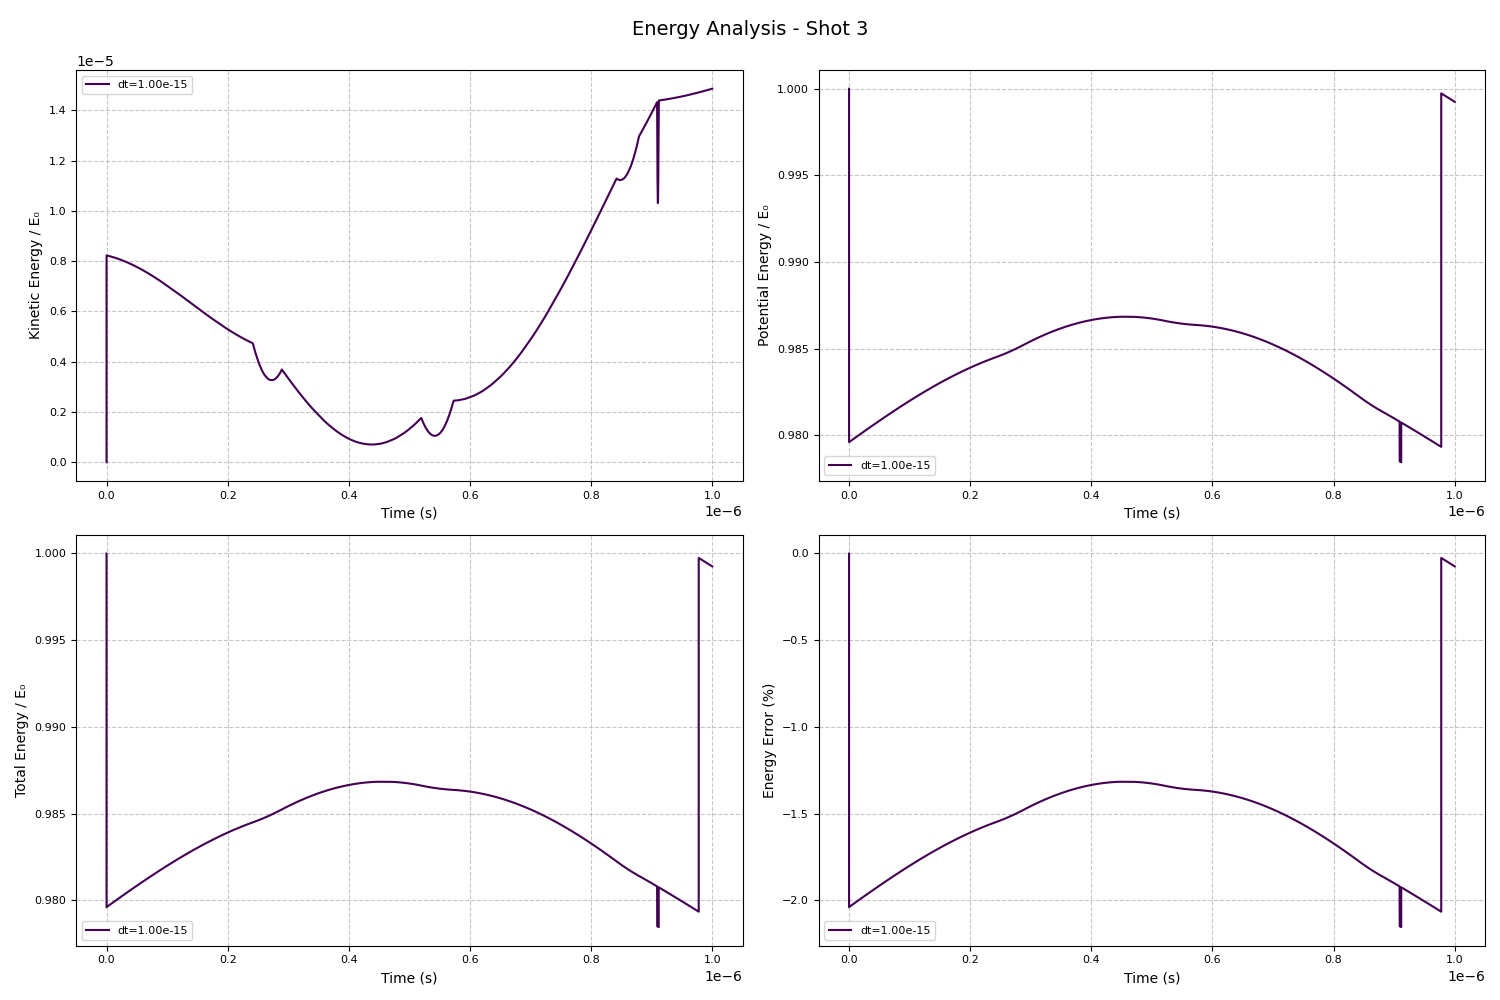 Energy Analysis - Shot 3
1e−5
dt=1.00e-15
1.4
1.2
1.0
0.8
0.6
0.4
0.2
0.0
Kinetic Energy / E₀
0.0 0.2 0.4 0.6 0.8 1.0
Time (s)
1e−6
1.000
0.995
0.990
0.985
0.980
Potential Energy / E₀
dt=1.00e-15
0.0 0.2 0.4 0.6 0.8 1.0
Time (s)
1e−6
1.000
0.995
0.990
0.985
0.980
Total Energy / E₀
dt=1.00e-15
0.0 0.2 0.4 0.6 0.8 1.0
Time (s)
1e−6
0.0
−0.5
−1.0
−1.5
−2.0
Energy Error (%)
dt=1.00e-15
0.0 0.2 0.4 0.6 0.8 1.0
Time (s)
1e−6